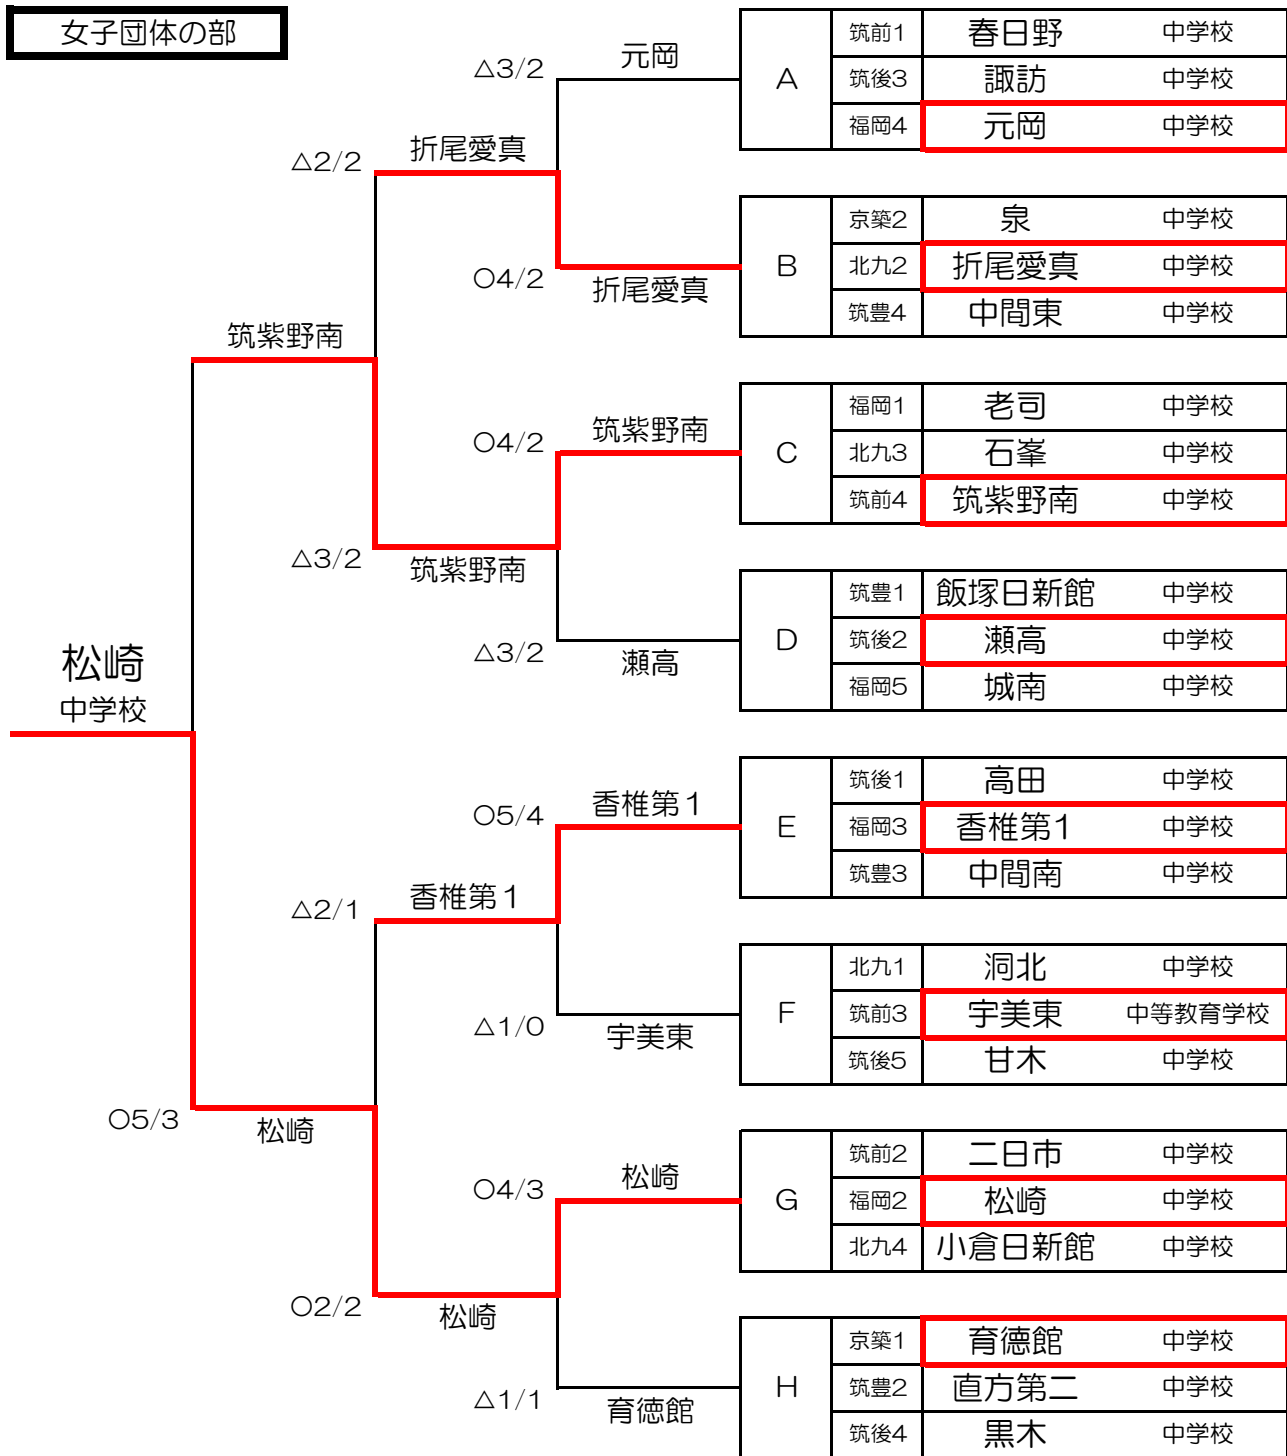 女子団体の部
元岡
△3/2
折尾愛真
△2/2
○4/2
折尾愛真
筑紫野南
筑紫野南
○4/2
△3/2
筑紫野南
△3/2
瀬高
松崎
中学校
香椎第1
○5/4
香椎第1
△2/1
△1/0
宇美東
○5/3
松崎
松崎
○4/3
○2/2
松崎
△1/1
育徳館
A
筑前1 春日野 中学校
筑後3 諏訪 中学校
福岡4 元岡 中学校
B
京築2 泉 中学校
北九2 折尾愛真 中学校
筑豊4 中間東 中学校
C
福岡1 老司 中学校
北九3 石峯 中学校
筑前4 筑紫野南 中学校
D
筑豊1 飯塚日新館 中学校
筑後2 瀬高 中学校
福岡5 城南 中学校
E
筑後1 高田 中学校
福岡3 香椎第1 中学校
筑豊3 中間南 中学校
F
北九1 洞北 中学校
筑前3 宇美東 中等教育学校
筑後5 甘木 中学校
G
筑前2 二日市 中学校
福岡2 松崎 中学校
北九4 小倉日新館 中学校
H
京築1 育德館 中学校
筑豊2 直方第二 中学校
筑後4 黒木 中学校